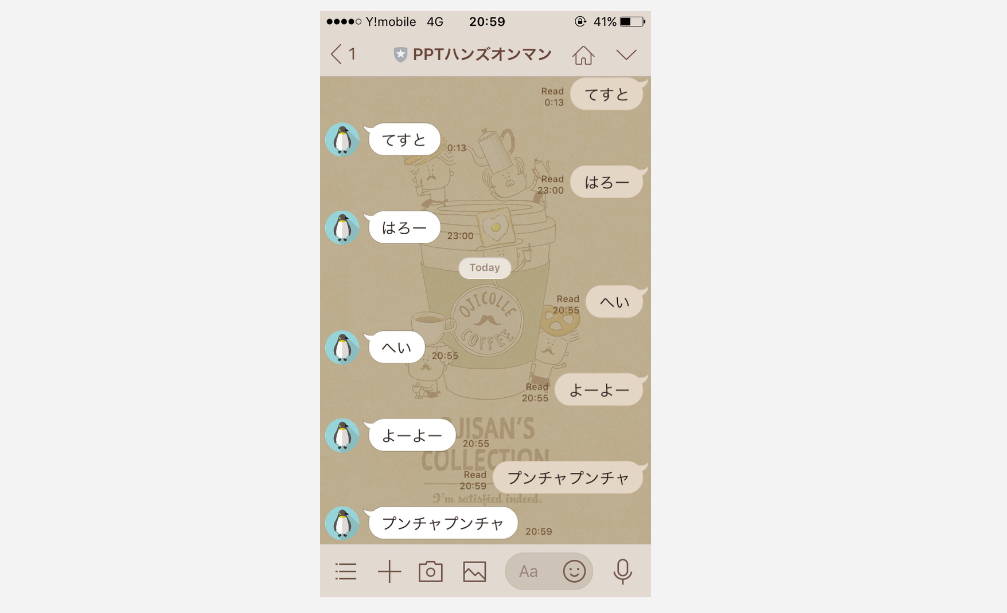 Y!mobile 4G 20:59 41%
1 PPTハンズオンマン
Read
0:13
てすと
てすと
0:13
Read
23:00
はろー
はろー
23:00
Today
Read
20:55
へい
OJICOLLE
COFFEE
へい
20:55
Read
20:55
よーよー
よーよー
20:55
OJISAN'S
COLLECTION
Read
20:59
プンチャプンチャ
I'm satisfied indeed.
プンチャプンチャ
20:59
Aa